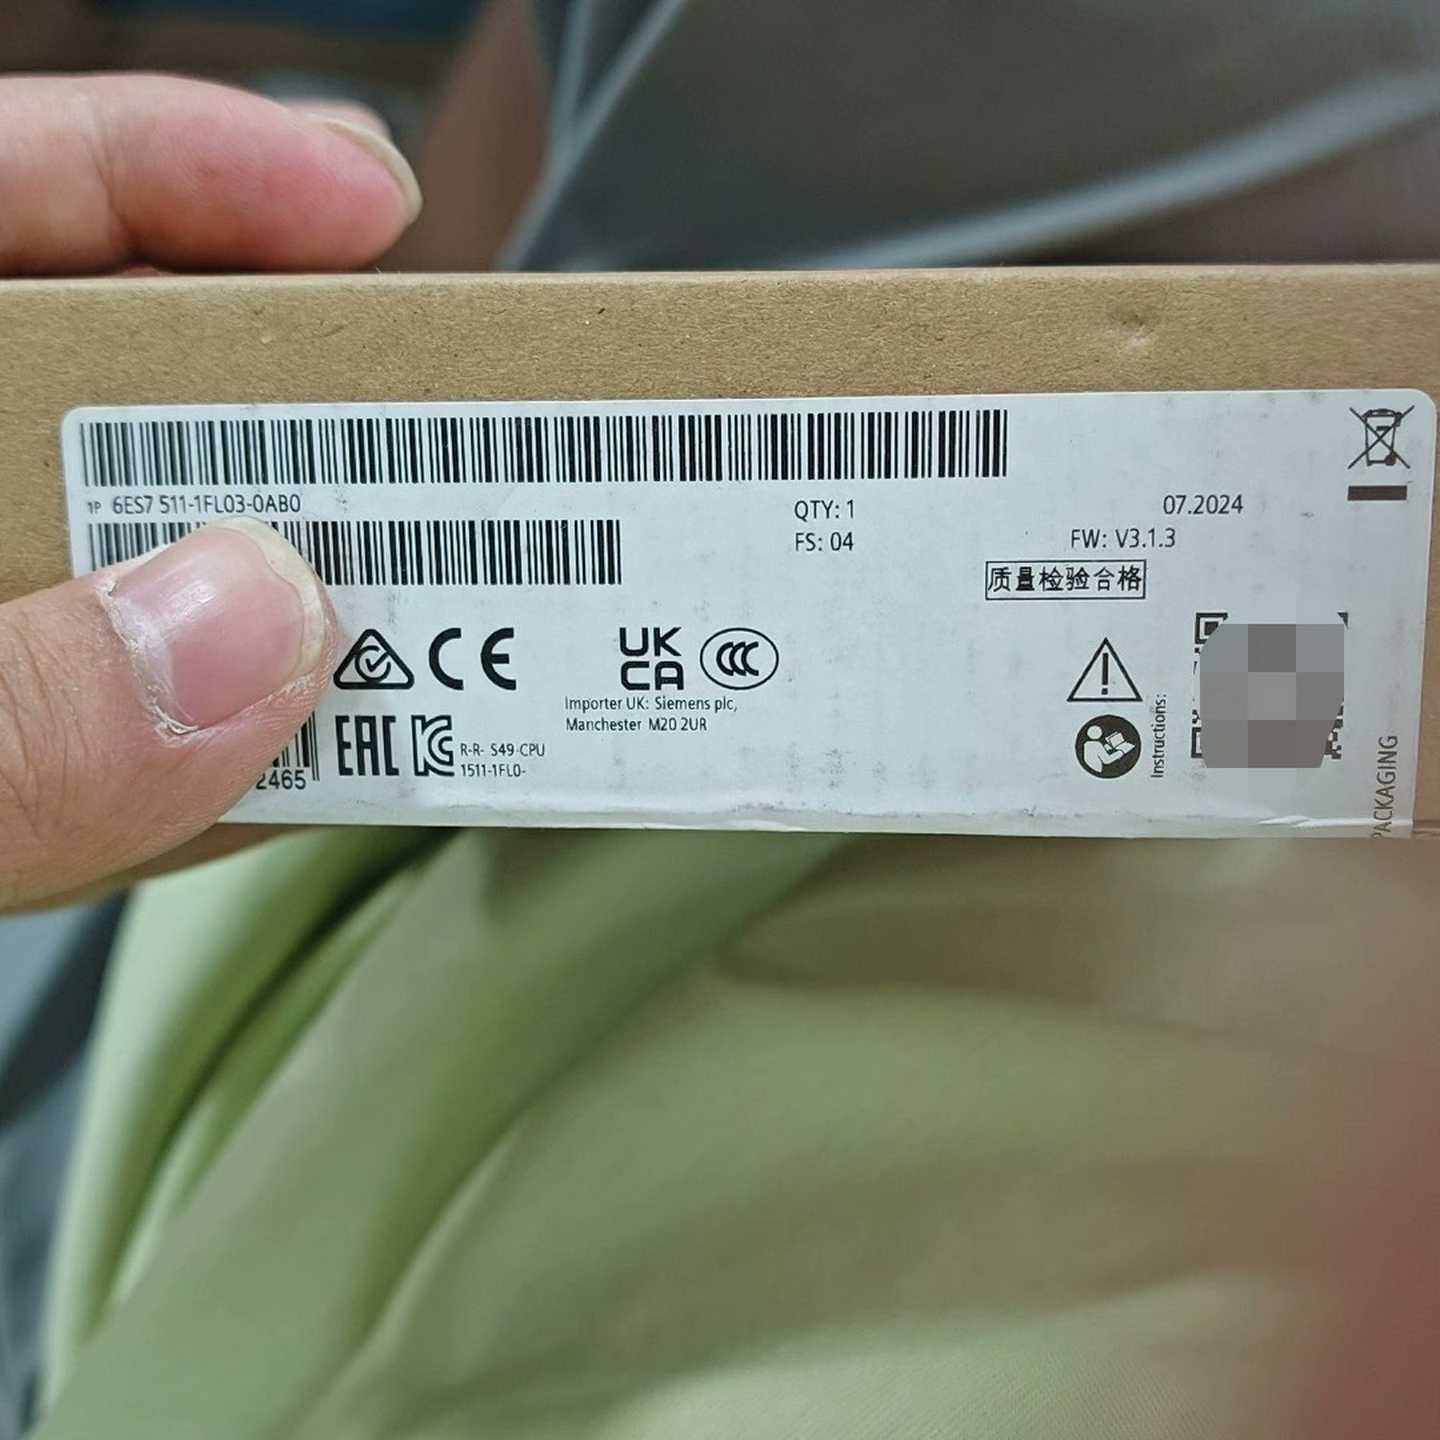 1P 6ES7 511-1FL03-0AB0
QTY: 1
07.2024
FS: 04
FW: V3.1.3
质量检验合格
CE
UK
CA
CCC
Importer UK: Siemens plc,
Manchester M20 2UR
EAC
R-R- S49-CPU
1511-1FL0-
2465
Instructions:
PACKAGING